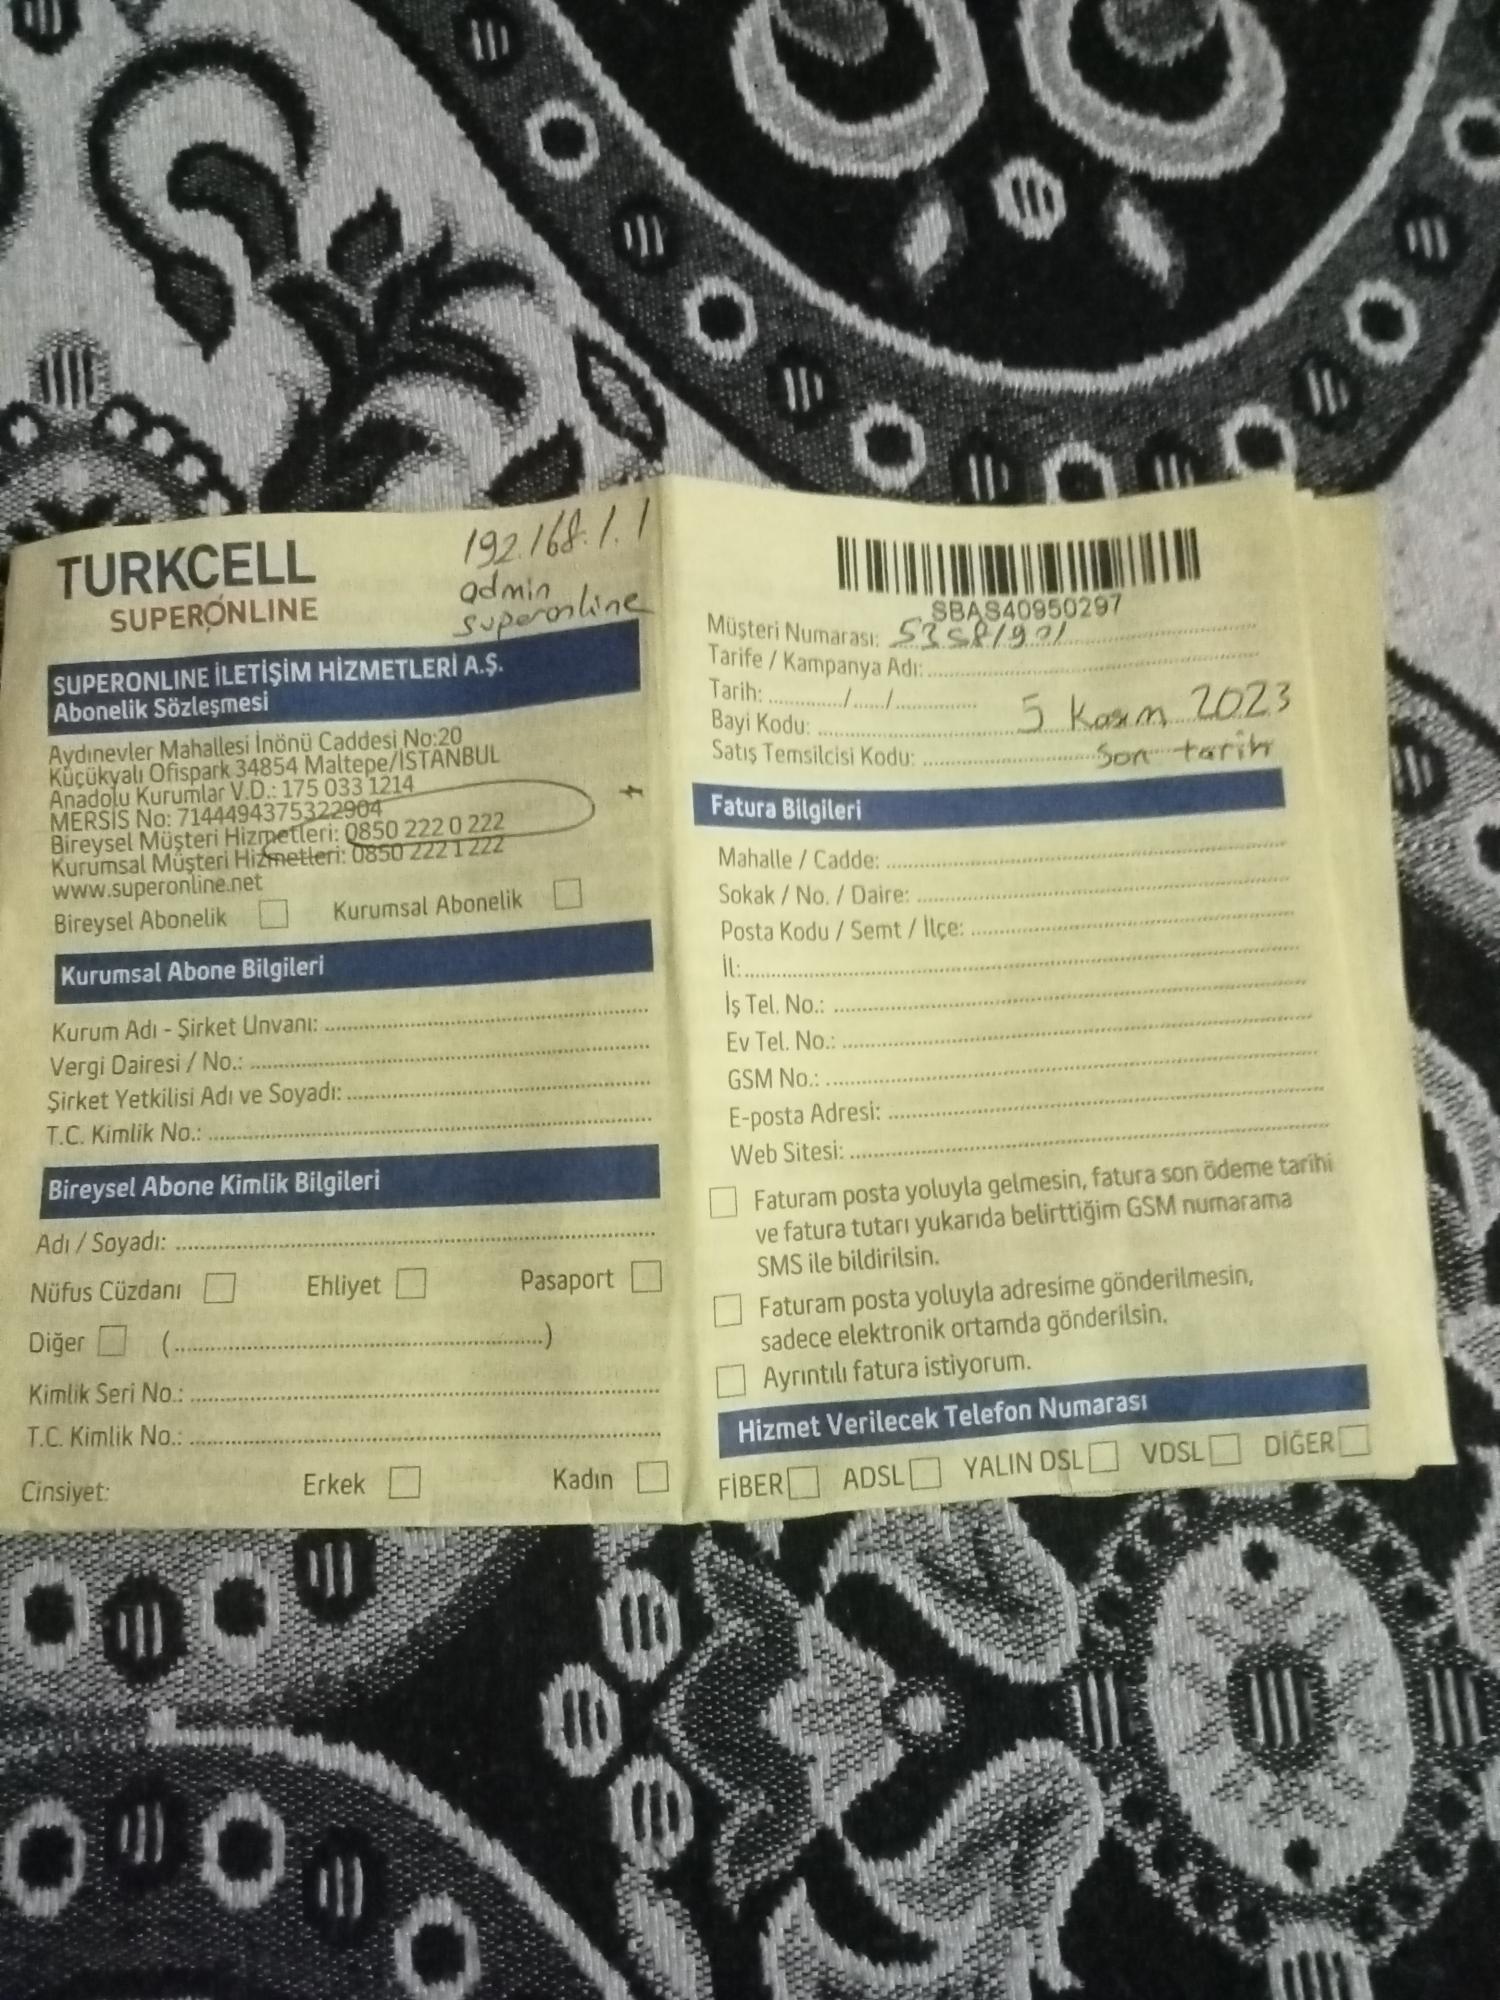 TURKCELL
SUPERONLINE
192.168.1.1
admin
superonline
SUPERONLINE İLETİŞİM HİZMETLERİ A.Ş.
Abonelik Sözleşmesi
Aydınevler Mahallesi İnönü Caddesi No:20
Küçükyalı Ofispark 34854 Maltepe/İSTANBUL
Anadolu Kurumlar V.D.: 175 033 1214
MERSİS No: 7144494375322904
Bireysel Müşteri Hizmetleri: 0850 222 0 222
Kurumsal Müşteri Hizmetleri: 0850 222 1 222
www.superonline.net
Bireysel Abonelik Kurumsal Abonelik
Kurumsal Abone Bilgileri
Kurum Adı - Şirket Unvanı:
Vergi Dairesi / No.:
Şirket Yetkilisi Adı ve Soyadı:
T.C. Kimlik No.:
Bireysel Abone Kimlik Bilgileri
Adı / Soyadı:
Nüfus Cüzdanı Ehliyet Pasaport
Diğer (..........)
Kimlik Seri No.:
T.C. Kimlik No.:
Cinsiyet: Erkek Kadın
SBAS40950297
Müşteri Numarası:
Tarife / Kampanya Adı:
Tarih: ....../....../......
Bayi Kodu: 5 Kasım 2023
Satış Temsilcisi Kodu: Son tarih
Fatura Bilgileri
Mahalle / Cadde:
Sokak / No. / Daire:
Posta Kodu / Semt / İlçe:
İl:
İş Tel. No.:
Ev Tel. No.:
GSM No.:
E-posta Adresi:
Web Sitesi:
Faturam posta yoluyla gelmesin, fatura son ödeme tarihi
ve fatura tutarı yukarıda belirttiğim GSM numarama
SMS ile bildirilsin.
Faturam posta yoluyla adresime gönderilmesin,
sadece elektronik ortamda gönderilsin.
Ayrıntılı fatura istiyorum.
Hizmet Verilecek Telefon Numarası
FİBER ADSL YALIN DSL VDSL DİĞER